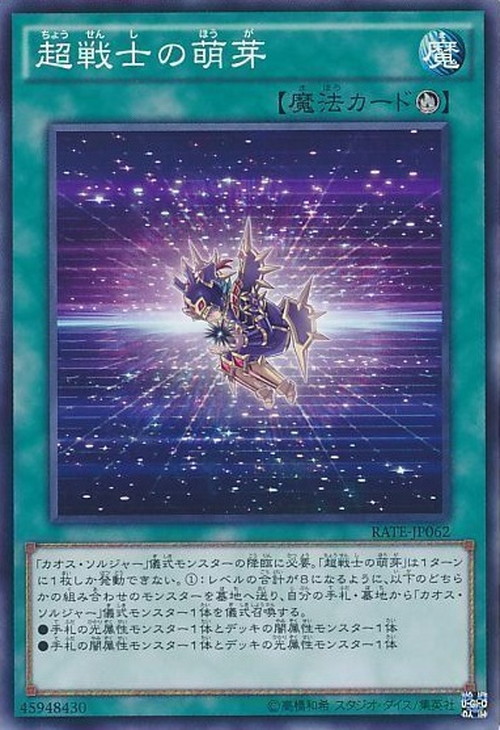 超戦士の萌芽
魔
【魔法カード】
RATE-JP062
「カオス・ソルジャー」儀式モンスターの降臨に必要。「超戦士の萌芽」は1ターン
に1枚しか発動できない。①:レベルの合計が8になるように、以下のどちら
かの組み合わせのモンスターを墓地へ送り、自分の手札・墓地から「カオス・
ソルジャー」儀式モンスター1体を儀式召喚する。
●手札の光属性モンスター1体とデッキの闇属性モンスター1体
●手札の闇属性モンスター1体とデッキの光属性モンスター1体
45948430
©高橋和希 スタジオ・ダイス/集英社